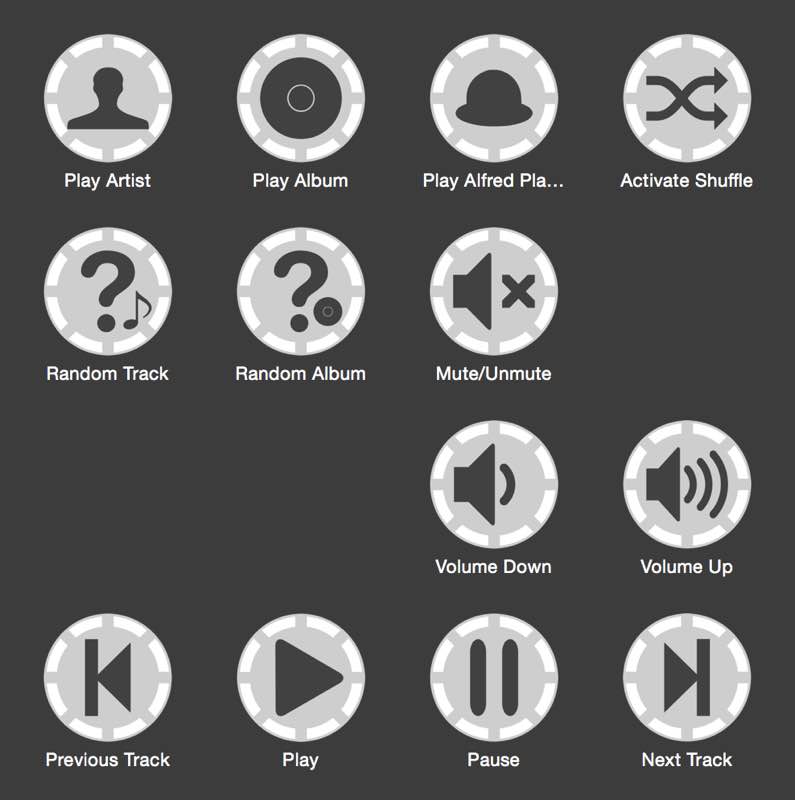 Play Artist
Play Album
Play Alfred Pla...
Activate Shuffle
Random Track
Random Album
Mute/Unmute
Volume Down
Volume Up
Previous Track
Play
Pause
Next Track